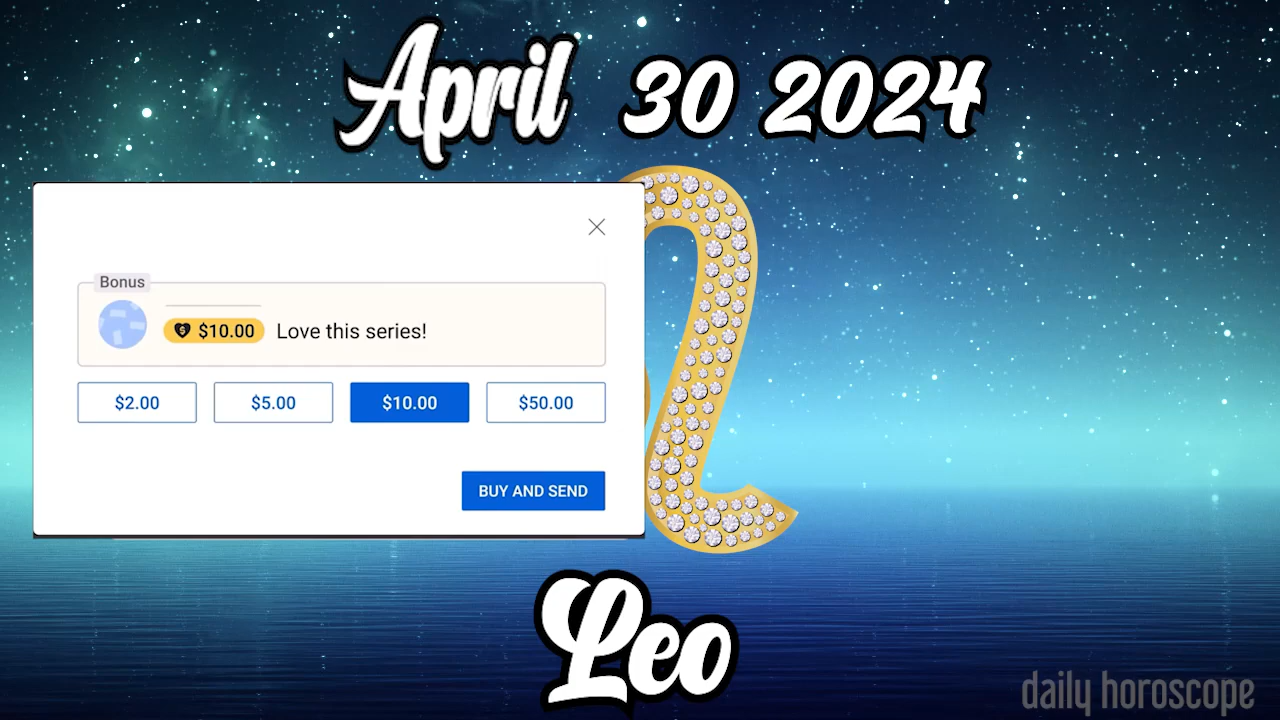 April 30 2024
Bonus
$10.00 Love this series!
$2.00 $5.00 $10.00 $50.00
BUY AND SEND
Leo
daily horoscope